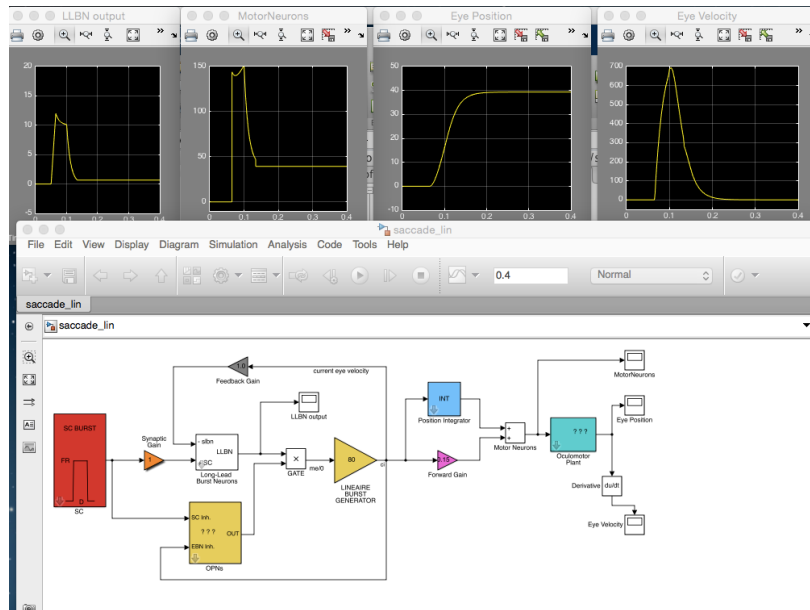 LLBN output
MotorNeurons
Eye Position
Eye Velocity
20
15
10
5
0
-5
0 0.1 0.2 0.3 0.4
150
100
50
0
0 0.1 0.2 0.3 0.4
50
40
30
20
10
0
-10
0 0.1 0.2 0.3 0.4
700
600
500
400
300
200
100
0
0 0.1 0.2 0.3 0.4
saccade_lin
File Edit View Display Diagram Simulation Analysis Code Tools Help
0.4
Normal
saccade_lin
saccade_lin
SC BURST
FR
D
SC
Synaptic
Gain
1
1.0
Feedback Gain
current eye velocity
- slbn
LLBN
SC
Long-Lead
Burst Neurons
LLBN output
×
GATE
me/0
80
LINEAIRE
BURST
GENERATOR
SC Inh.
? ? ?
OUT
EBN Inh.
OPNs
INT
Position Integrator
0.15
Forward Gain
+
+
Motor Neurons
? ? ?
Oculomotor
Plant
MotorNeurons
Eye Position
Derivative
du/dt
Eye Velocity